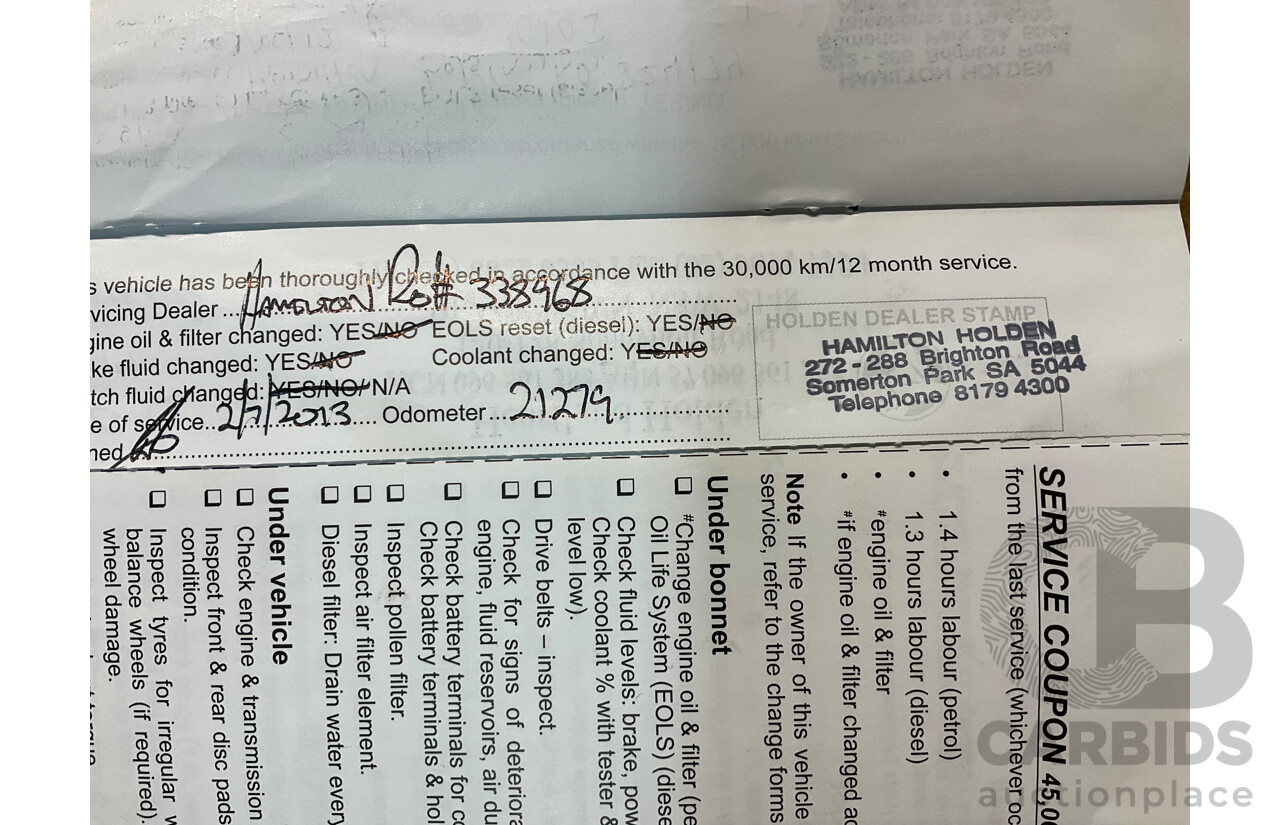 s vehicle has been thoroughly checked in accordance with the 30,000 km/12 month service.
vicing Dealer HAMILTON Ro# 338968
gine oil & filter changed: YES/NO EOLS reset (diesel): YES/NO
ke fluid changed: YES/NO Coolant changed: YES/NO
tch fluid changed: YES/NO/N/A
e of service 2/7/2013 Odometer 21279
ned
HOLDEN DEALER STAMP
HAMILTON HOLDEN
272 - 288 Brighton Road
Somerton Park SA 5044
Telephone 8179 4300
SERVICE COUPON 45,00
from the last service (whichever oc
• 1.4 hours labour (petrol)
• 1.3 hours labour (diesel)
• #engine oil & filter
• #if engine oil & filter changed ac
Note If the owner of this vehicle
service, refer to the change forms
Under bonnet
#Change engine oil & filter (pe
Oil Life System (EOLS) (diese
Check fluid levels: brake, pow
Check coolant % with tester &
level low).
Drive belts – inspect.
Check for signs of deteriora
engine, fluid reservoirs, air du
Check battery terminals for co
Check battery terminals & hol
Inspect pollen filter.
Inspect air filter element.
Diesel filter: Drain water every
Under vehicle
Check engine & transmission
Inspect front & rear disc pads
condition.
Inspect tyres for irregular w
balance wheels (if required).
wheel damage.
CARBIDS
auctionplace